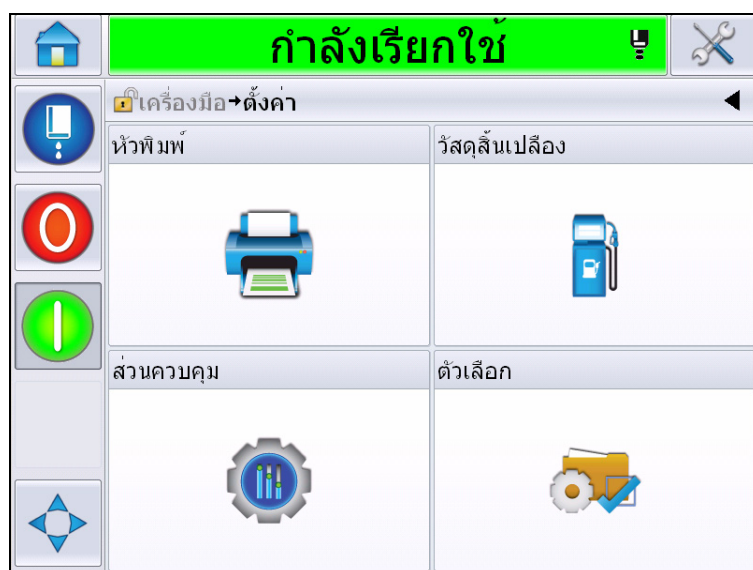 กำลังเรียกใช้
เครื่องมือ➔ตั้งค่า
หัวพิมพ์
วัสดุสิ้นเปลือง
ส่วนควบคุม
ตัวเลือก